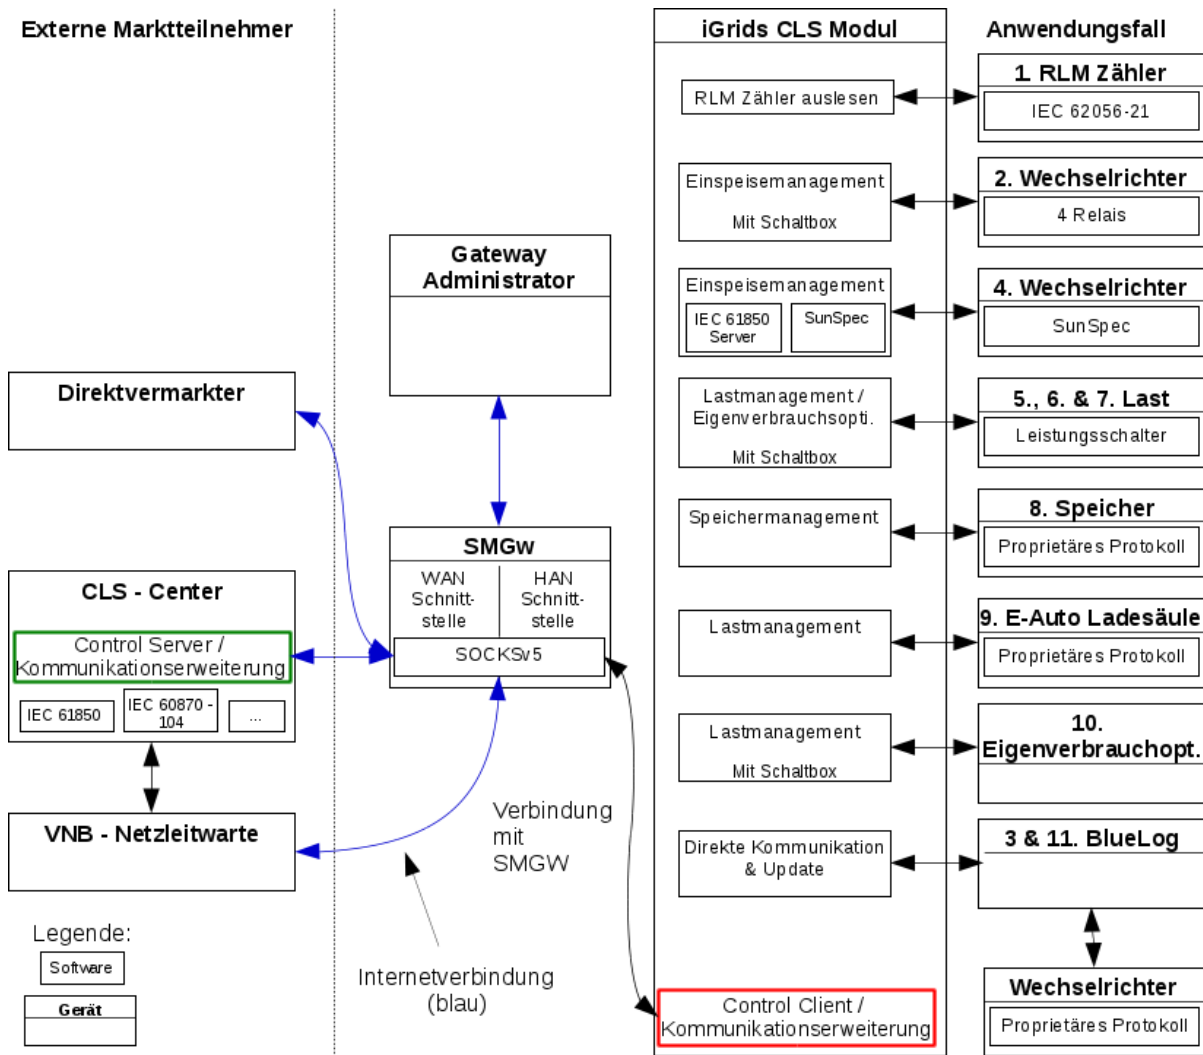 Externe Marktteilnehmer
iGrids CLS Modul
Anwendungsfall
RLM Zähler auslesen
1. RLM Zähler
IEC 62056-21
Einspeisemanagement
Mit Schaltbox
2. Wechselrichter
4 Relais
Gateway
Administrator
Einspeisemanagement
IEC 61850
Server
SunSpec
4. Wechselrichter
SunSpec
Direktvermarkter
Lastmanagement /
Eigenverbrauchsopti.
Mit Schaltbox
5., 6. & 7. Last
Leistungsschalter
Speichermanagement
8. Speicher
Proprietäres Protokoll
SMGw
WAN
Schnitt-
stelle
HAN
Schnitt-
stelle
SOCKSv5
CLS - Center
Control Server /
Kommunikationserweiterung
IEC 61850
IEC 60870 -
104
...
Lastmanagement
9. E-Auto Ladesäule
Proprietäres Protokoll
Lastmanagement
Mit Schaltbox
10.
Eigenverbrauchopt.
VNB - Netzleitwarte
Verbindung
mit
SMGW
Direkte Kommunikation
& Update
3 & 11. BlueLog
Legende:
Software
Gerät
Internetverbindung
(blau)
Control Client /
Kommunikationserweiterung
Wechselrichter
Proprietäres Protokoll